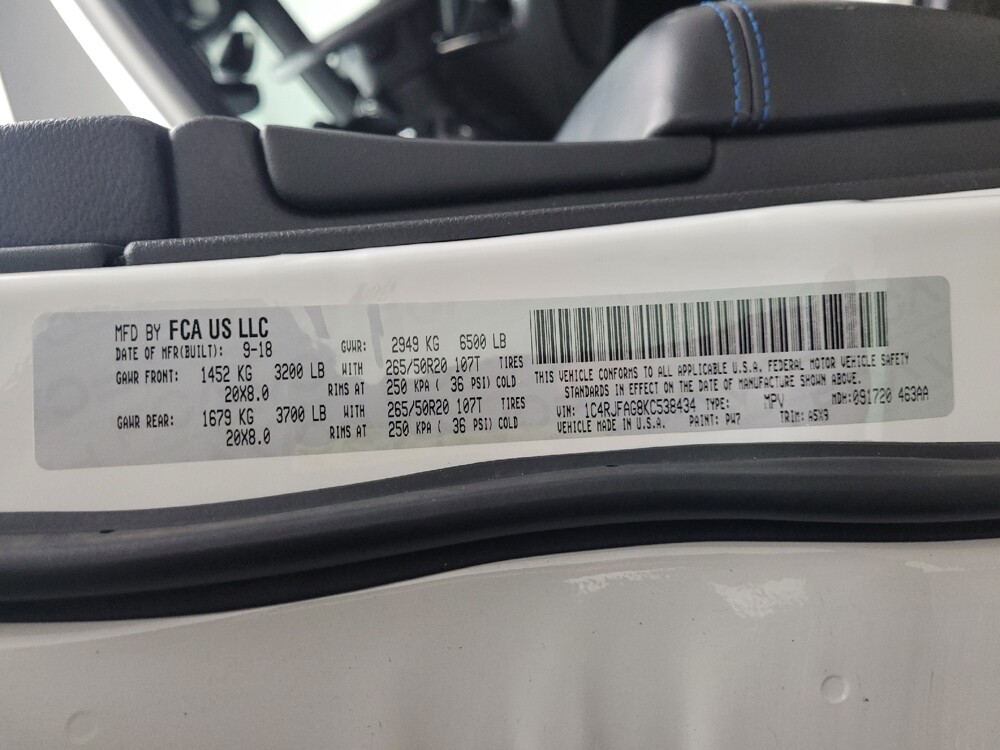 MFD BY FCA US LLC
DATE OF MFR(BUILT): 9-18 GVWR: 2949 KG 6500 LB
GAWR FRONT: 1452 KG 3200 LB WITH 265/50R20 107T TIRES
20X8.0 RIMS AT 250 KPA ( 36 PSI) COLD
GAWR REAR: 1679 KG 3700 LB WITH 265/50R20 107T TIRES
20X8.0 RIMS AT 250 KPA ( 36 PSI) COLD
THIS VEHICLE CONFORMS TO ALL APPLICABLE U.S.A. FEDERAL MOTOR VEHICLE SAFETY
STANDARDS IN EFFECT ON THE DATE OF MANUFACTURE SHOWN ABOVE.
VIN: 1C4RJFAG8KC538434 TYPE: MPV MDH:091720 463AA
VEHICLE MADE IN U.S.A. PAINT: PW7 TRIM: A5X9